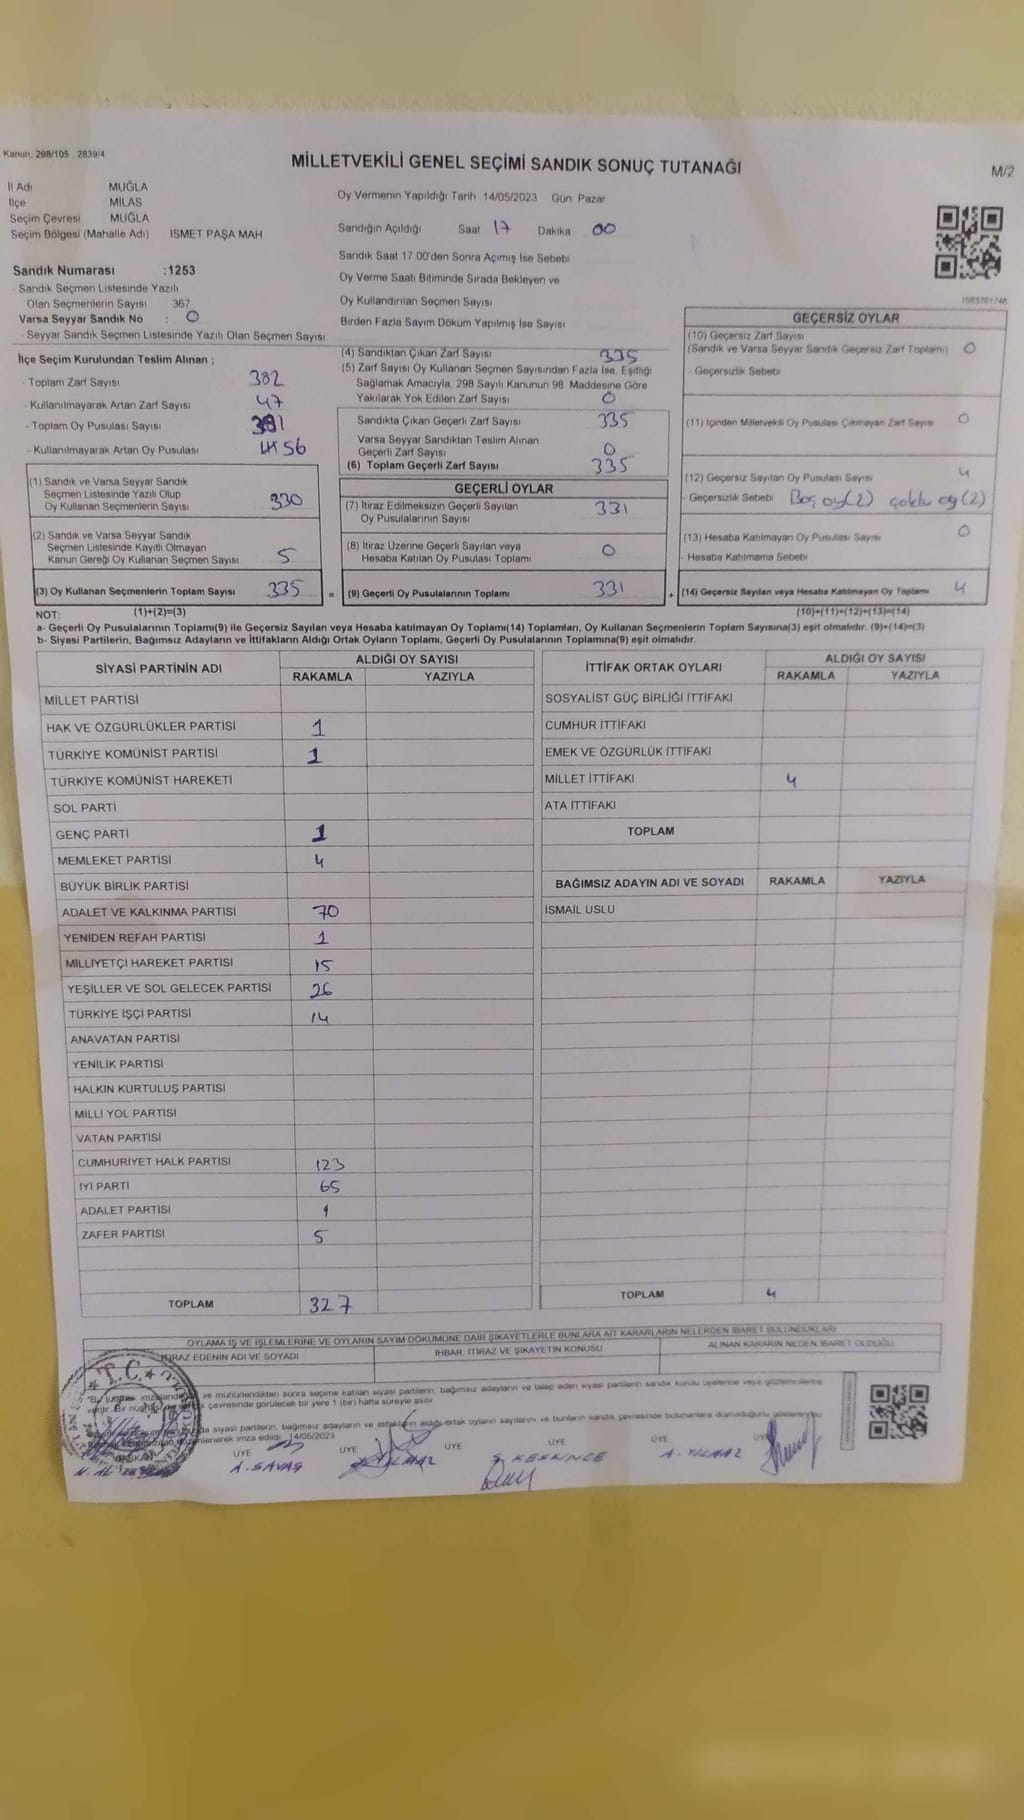 Kanun: 298/105 , 2839/4
MİLLETVEKİLİ GENEL SEÇİMİ SANDIK SONUÇ TUTANAĞI
M/2
İl Adı MUĞLA
İlçe MİLAS
Seçim Çevresi MUĞLA
Seçim Bölgesi (Mahalle Adı) İSMET PAŞA MAH
Sandık Numarası :1253
- Sandık Seçmen Listesinde Yazılı
Olan Seçmenlerin Sayısı 367
Varsa Seyyar Sandık No : 0
- Seyyar Sandık Seçmen Listesinde Yazılı Olan Seçmen Sayısı
Oy Vermenin Yapıldığı Tarih 14/05/2023 Gün Pazar
Sandığın Açıldığı Saat 17 Dakika 00
Sandık Saat 17:00'den Sonra Açımış İse Sebebi
Oy Verme Saati Bitiminde Sırada Bekleyen ve
Oy Kullandırılan Seçmen Sayısı
Birden Fazla Sayım Döküm Yapılmış İse Sayısı
İlçe Seçim Kurulundan Teslim Alınan ;
- Toplam Zarf Sayısı 382
- Kullanılmayarak Artan Zarf Sayısı 47
- Toplam Oy Pusulası Sayısı 381
- Kullanılmayarak Artan Oy Pusulası 56
(1) Sandık ve Varsa Seyyar Sandık
Seçmen Listesinde Yazılı Olup
Oy Kullanan Seçmenlerin Sayısı 330
(2) Sandık ve Varsa Seyyar Sandık
Seçmen Listesinde Kayıtlı Olmayan
Kanun Gereği Oy Kullanan Seçmen Sayısı 5
(3) Oy Kullanan Seçmenlerin Toplam Sayısı 335 =
(4) Sandıktan Çıkan Zarf Sayısı 335
(5) Zarf Sayısı Oy Kullanan Seçmen Sayısından Fazla İse, Eşitliği
Sağlamak Amacıyla, 298 Sayılı Kanunun 98. Maddesine Göre
Yakılarak Yok Edilen Zarf Sayısı 0
Sandıkta Çıkan Geçerli Zarf Sayısı 335
Varsa Seyyar Sandıktan Teslim Alınan
Geçerli Zarf Sayısı 0
(6) Toplam Geçerli Zarf Sayısı 335
GEÇERLİ OYLAR
(7) İtiraz Edilmeksizin Geçerli Sayılan
Oy Pusulalarının Sayısı 331
(8) İtiraz Üzerine Geçerli Sayılan veya
Hesaba Katılan Oy Pusulası Toplamı 0
(9) Geçerli Oy Pusulalarının Toplamı 331 +
GEÇERSİZ OYLAR
(10) Geçersiz Zarf Sayısı
(Sandık ve Varsa Seyyar Sandık Geçersiz Zarf Toplamı) 0
- Geçersizlik Sebebi
(11) İçinden Milletvekili Oy Pusulası Çıkmayan Zarf Sayısı 0
(12) Geçersiz Sayılan Oy Pusulası Sayısı 4
- Geçersizlik Sebebi Boş oy(2) çoklu oy(2)
(13) Hesaba Katılmayan Oy Pusula Sayısı 0
- Hesaba Katılmama Sebebi
(14) Geçersiz Sayılan veya Hesaba Katılmayan Oy Toplamı 4
NOT: (1)+(2)=(3) (10)+(11)+(12)+(13)=(14)
a- Geçerli Oy Pusulalarının Toplamı(9) ile Geçersiz Sayılan veya Hesaba katılmayan Oy Toplamı(14) Toplamları, Oy Kullanan Seçmenlerin Toplam Sayısına(3) eşit olmalıdır. (9)+(14)=(3)
b- Siyasi Partilerin, Bağımsız Adayların ve İttifakların Aldığı Ortak Oyların Toplamı, Geçerli Oy Pusulalarının Toplamına(9) eşit olmalıdır.
SİYASİ PARTİNİN ADI ALDIĞI OY SAYISI
RAKAMLA YAZIYLA
MİLLET PARTİSİ
HAK VE ÖZGÜRLÜKLER PARTİSİ 1
TÜRKİYE KOMÜNİST PARTİSİ 1
TÜRKİYE KOMÜNİST HAREKETİ
SOL PARTİ
GENÇ PARTİ 1
MEMLEKET PARTİSİ 4
BÜYÜK BİRLİK PARTİSİ
ADALET VE KALKINMA PARTİSİ 70
YENİDEN REFAH PARTİSİ 1
MİLLİYETÇİ HAREKET PARTİSİ 15
YEŞİLLER VE SOL GELECEK PARTİSİ 26
TÜRKİYE İŞÇİ PARTİSİ 14
ANAVATAN PARTİSİ
YENİLİK PARTİSİ
HALKIN KURTULUŞ PARTİSİ
MİLLİ YOL PARTİSİ
VATAN PARTİSİ
CUMHURİYET HALK PARTİSİ 123
İYİ PARTİ 65
ADALET PARTİSİ 1
ZAFER PARTİSİ 5
TOPLAM 327
İTTİFAK ORTAK OYLARI ALDIĞI OY SAYISI
RAKAMLA YAZIYLA
SOSYALİST GÜÇ BİRLİĞİ İTTİFAKI
CUMHUR İTTİFAKI
EMEK VE ÖZGÜRLÜK İTTİFAKI
MİLLET İTTİFAKI 4
ATA İTTİFAKI
TOPLAM
BAĞIMSIZ ADAYIN ADI VE SOYADI RAKAMLA YAZIYLA
İSMAİL USLU
TOPLAM 4
OYLAMA İŞ VE İŞLEMLERİNE VE OYLARIN SAYIM DÖKÜMÜNE DAİR ŞİKAYETLERLE BUNLARA AİT KARARLARIN NELERDEN İBARET BULUNDUKLARI
İTİRAZ EDENİN ADI VE SOYADI İHBAR, İTİRAZ VE ŞİKAYETİN KONUSU ALINAN KARARIN NEDEN İBARET OLDUĞU
T.C.
ve mühürlendikten sonra seçime katılan siyasi partilerin, bağımsız adayların ve talep eden siyasi partilerin sandık kurulu üyelerine veya gözlemcilerine
çevresinde görülecek bir yere 1 (bir) hafta süreyle asılır
siyasi partilerin, bağımsız adayların ve ittifakların aldığı ortak oyların sayılarını ve bunların sandık çevresinde bulunanlara duyrulduğunu gösteren
düzenlenerek imza edildi. 14/05/2023
BAŞKAN ÜYE ÜYE ÜYE ÜYE ÜYE ÜYE
A. SAVAŞ YILMAZ S. KESKİNCE A. YILMAZ